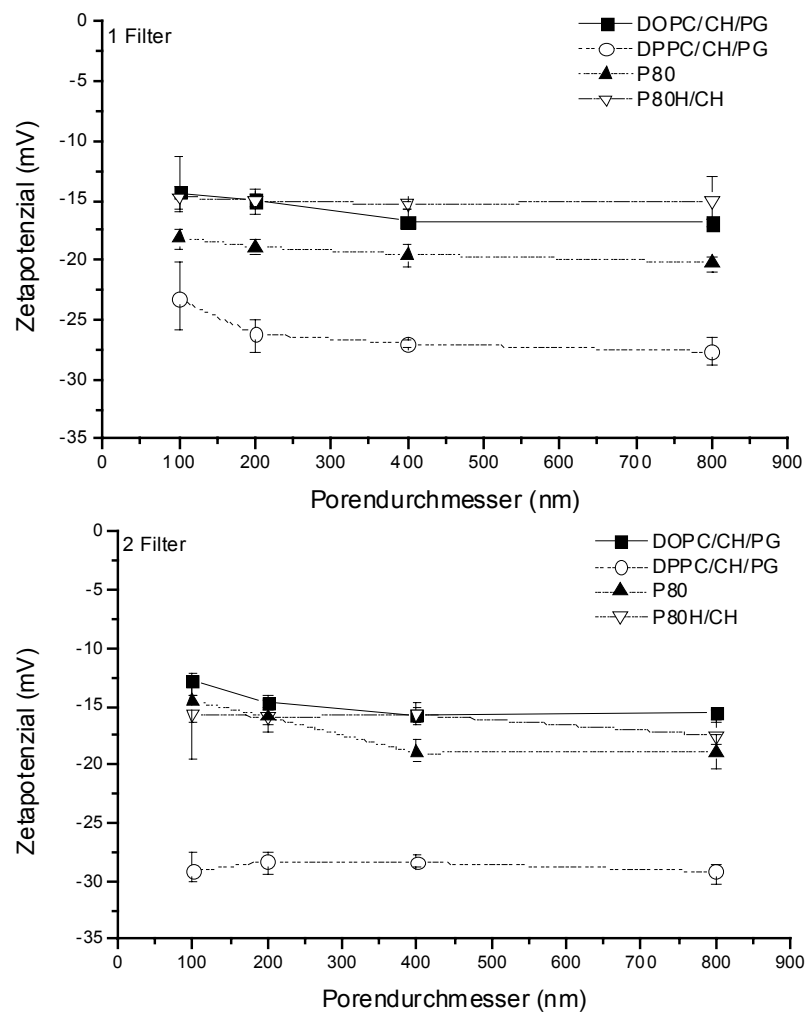 1 Filter
DOPC/CH/PG
DPPC/CH/PG
P80
P80H/CH
0
-5
-10
-15
-20
-25
-30
-35
Zetapotenzial (mV)
0 100 200 300 400 500 600 700 800 900
Porendurchmesser (nm)
2 Filter
DOPC/CH/PG
DPPC/CH/PG
P80
P80H/CH
0
-5
-10
-15
-20
-25
-30
-35
Zetapotenzial (mV)
0 100 200 300 400 500 600 700 800 900
Porendurchmesser (nm)